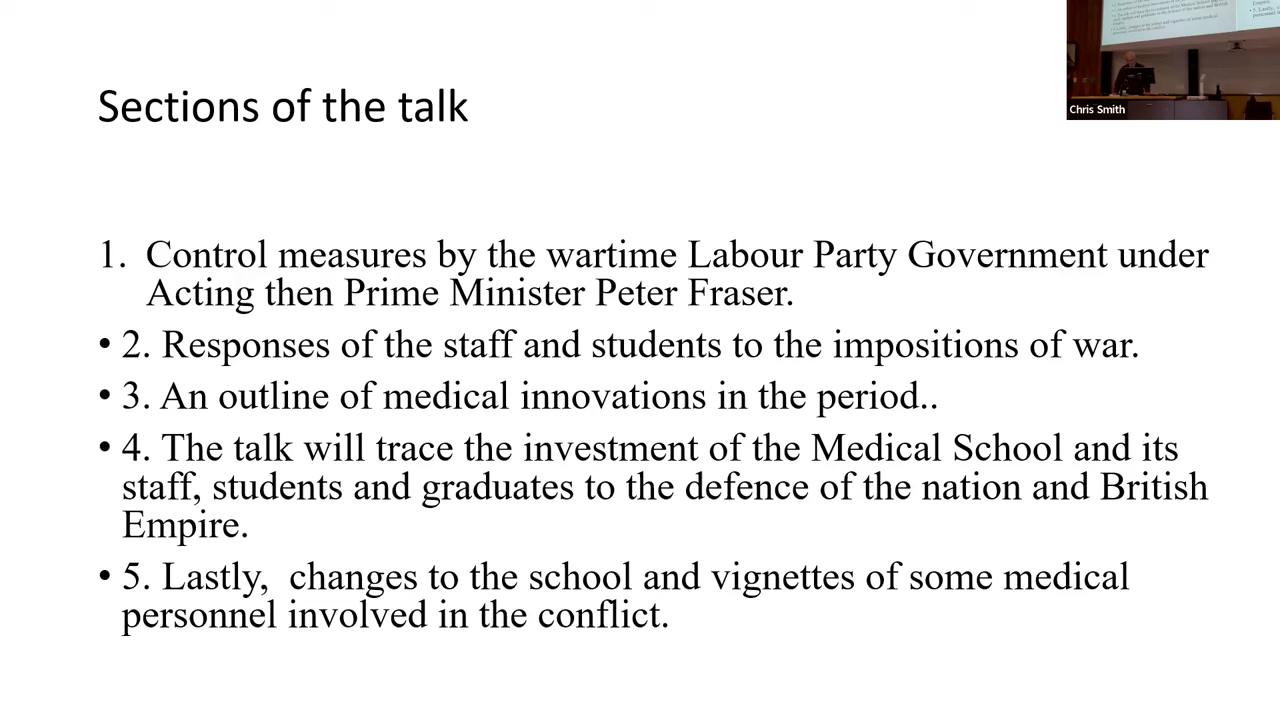 Sections of the talk
Chris Smith
1. Control measures by the wartime Labour Party Government under
Acting then Prime Minister Peter Fraser.
• 2. Responses of the staff and students to the impositions of war.
• 3. An outline of medical innovations in the period..
• 4. The talk will trace the investment of the Medical School and its
staff, students and graduates to the defence of the nation and British
Empire.
• 5. Lastly,  changes to the school and vignettes of some medical
personnel involved in the conflict.